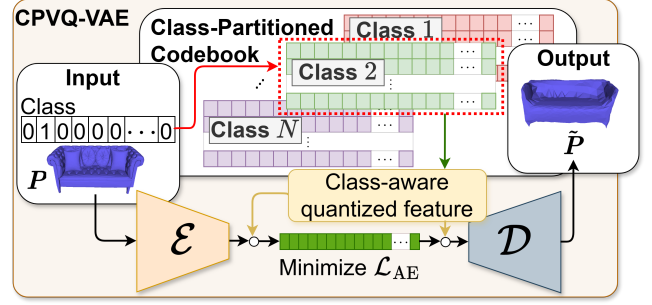 CPVQ-VAE
Class-Partitioned
Codebook
Class 1
...
Class 2
...
Class N
...
Input
Class
010000...0
P
Output
P̃
Class-aware
quantized feature
ℰ
...
𝒟
Minimize ℒ_AE